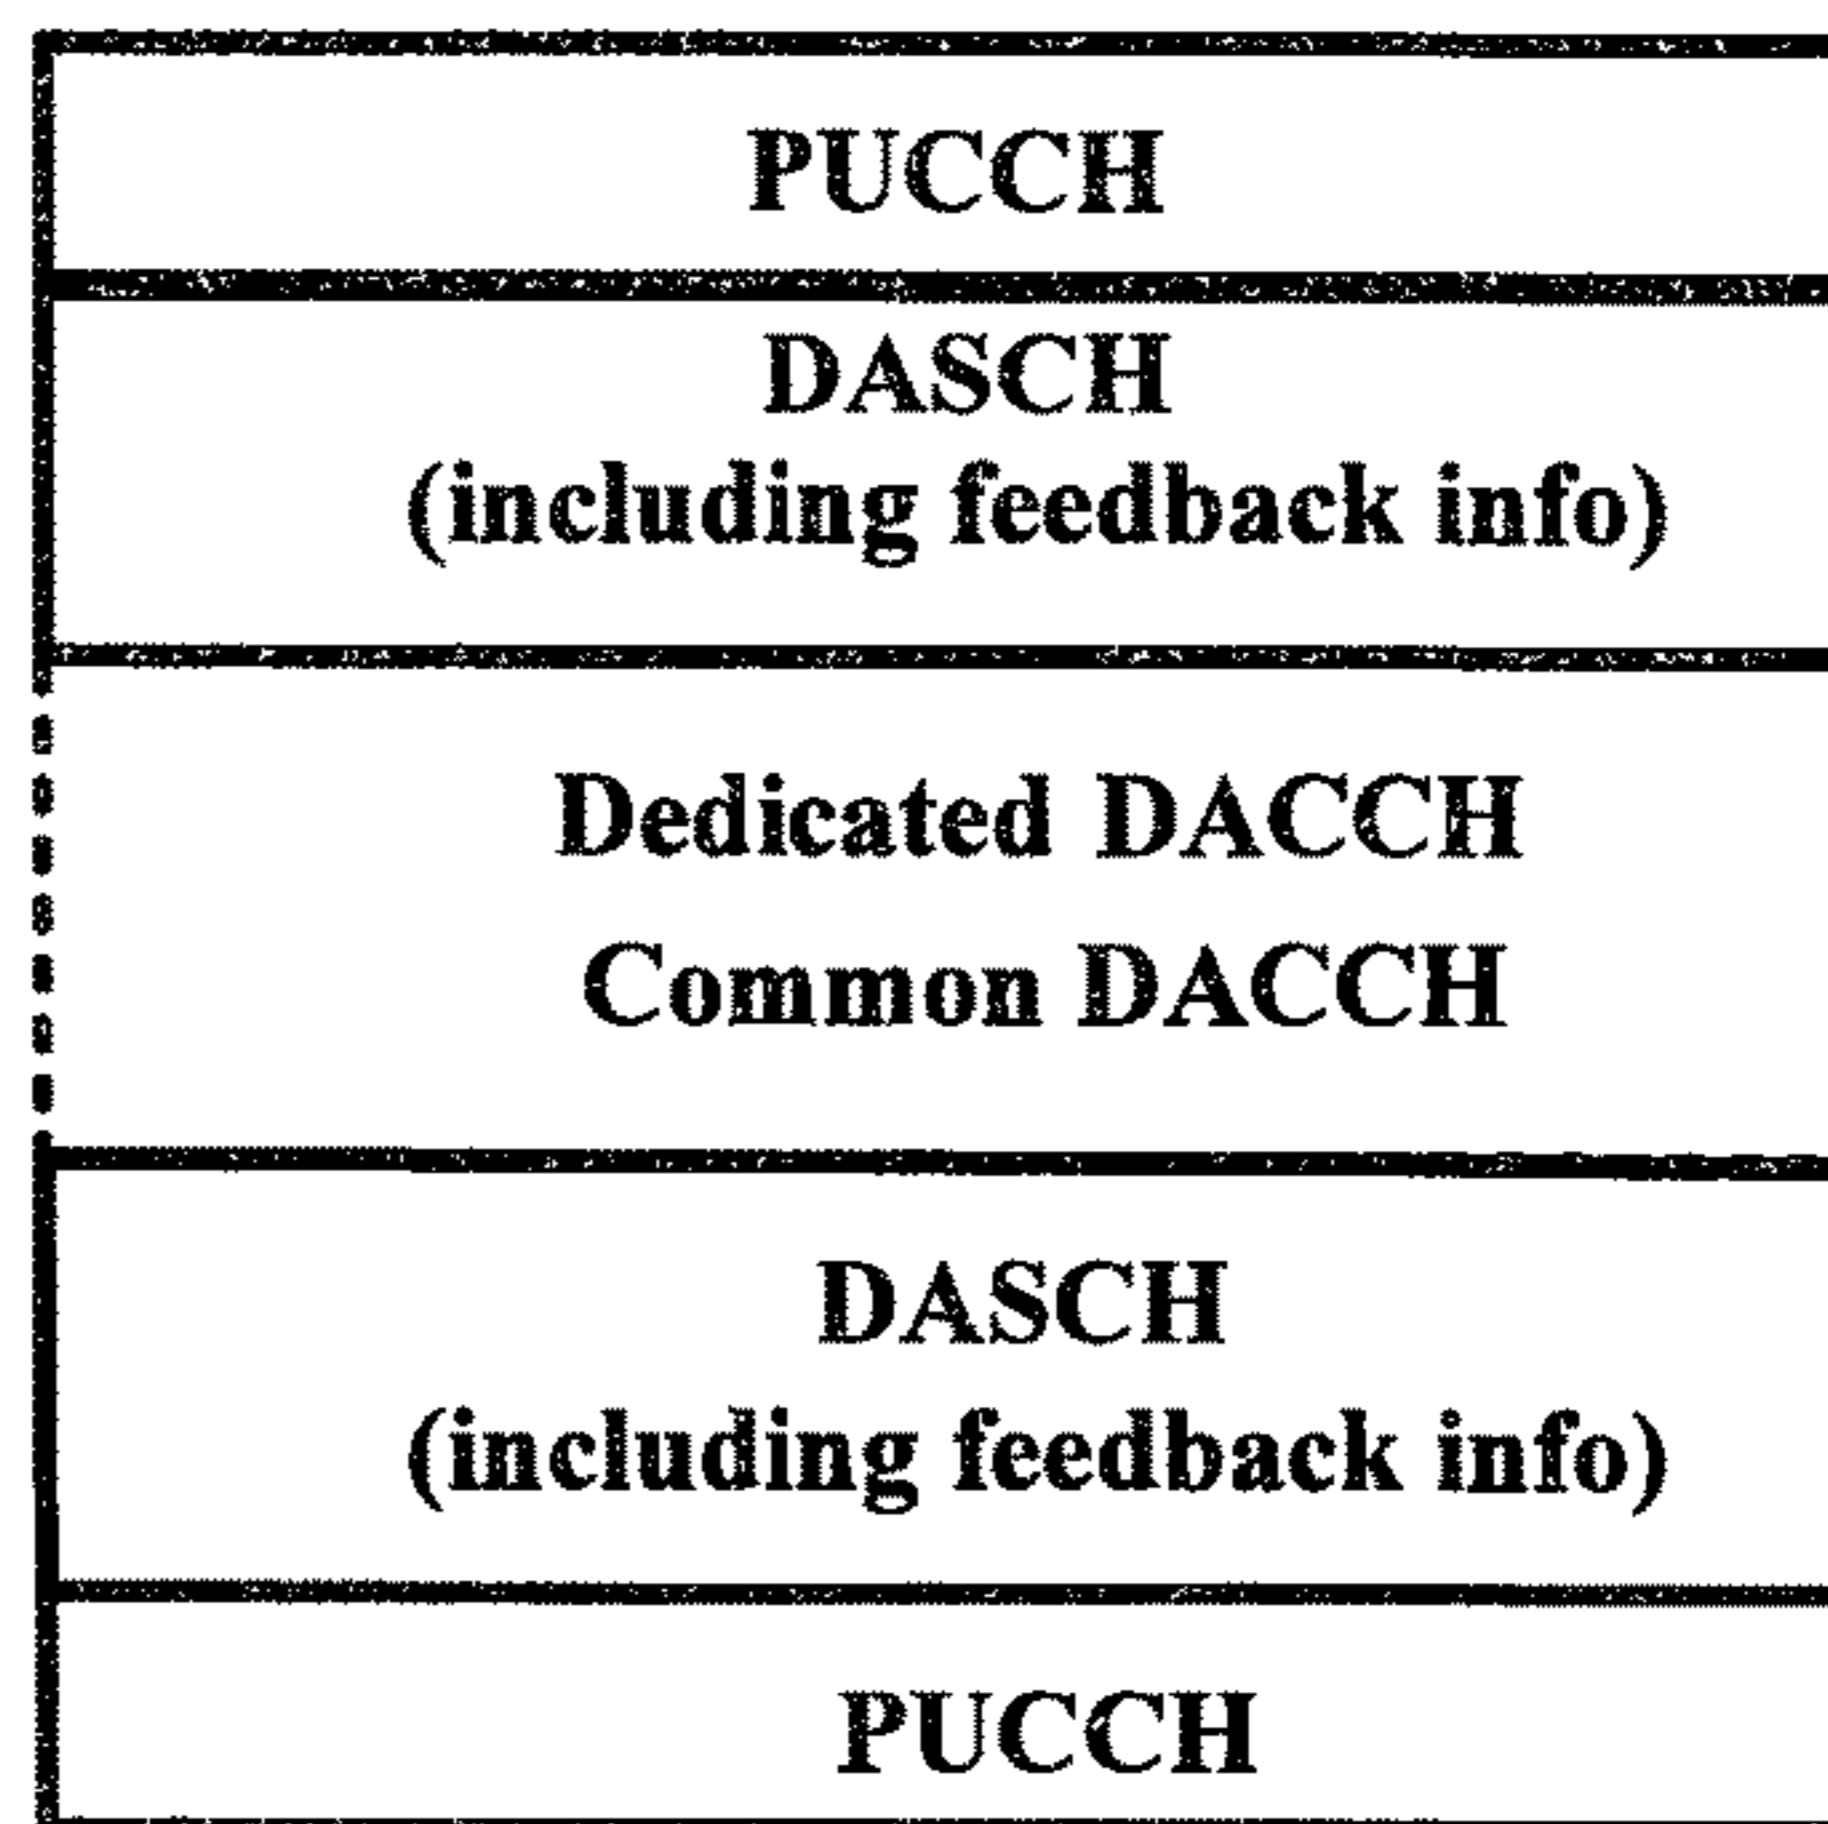 PUCCH
DASCH
(including feedback info)
Dedicated DACCH
Common DACCH
DASCH
(including feedback info)
PUCCH